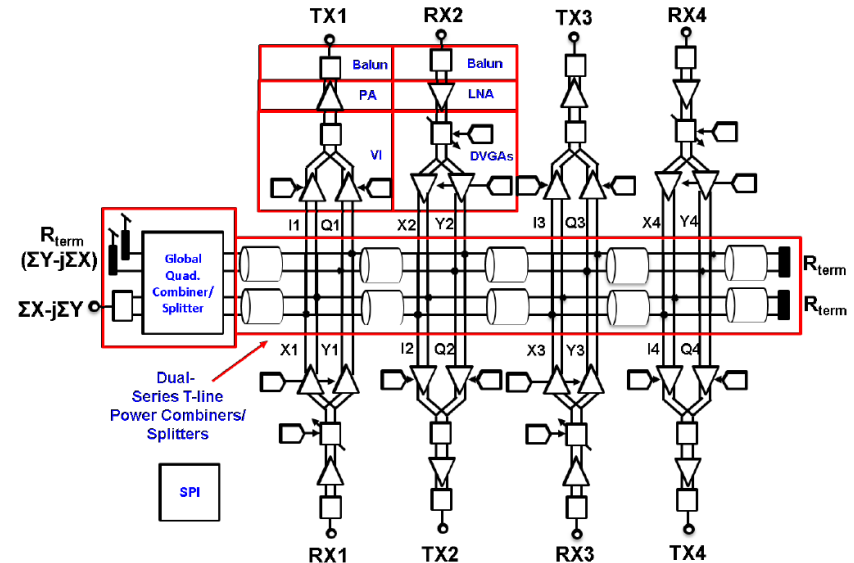 TX1 RX2 TX3 RX4
Balun Balun
PA LNA
VI DVGAs
I1 Q1 X2 Y2 I3 Q3 X4 Y4
Rterm
(ΣY-jΣX)
Global
Quad.
Combiner/
Splitter
Rterm
ΣX-jΣY
Rterm
X1 Y1 I2 Q2 X3 Y3 I4 Q4
Dual-
Series T-line
Power Combiners/
Splitters
SPI
RX1 TX2 RX3 TX4